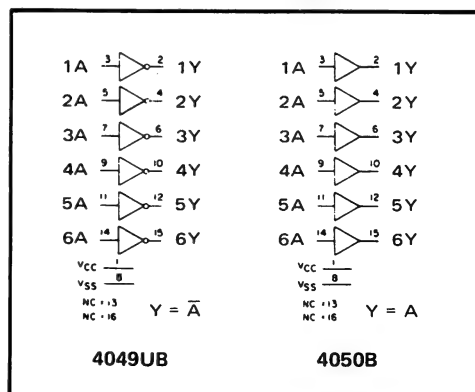 1A 3 2 1Y
2A 5 4 2Y
3A 7 6 3Y
4A 9 10 4Y
5A 11 12 5Y
6A 14 15 6Y
VCC 1
VSS 8
NC = 13
NC = 16 Y = A̅
4049UB
1A 3 2 1Y
2A 5 4 2Y
3A 7 6 3Y
4A 9 10 4Y
5A 11 12 5Y
6A 14 15 6Y
VCC 1
VSS 8
NC = 13
NC = 16 Y = A
4050B